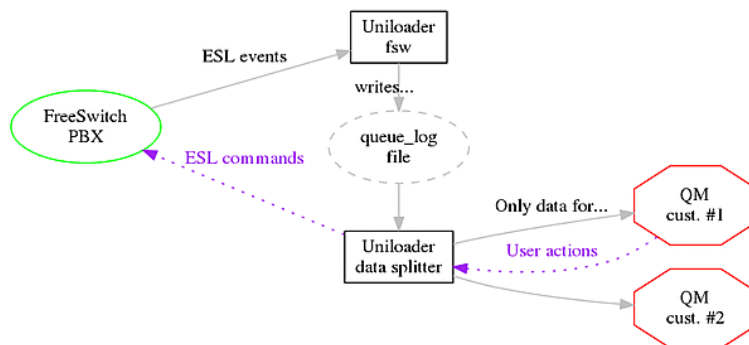 Uniloader
fsw
ESL events
writes...
FreeSwitch
PBX
queue_log
file
ESL commands
QM
cust. #1
Only data for...
Uniloader
data splitter
User actions
QM
cust. #2